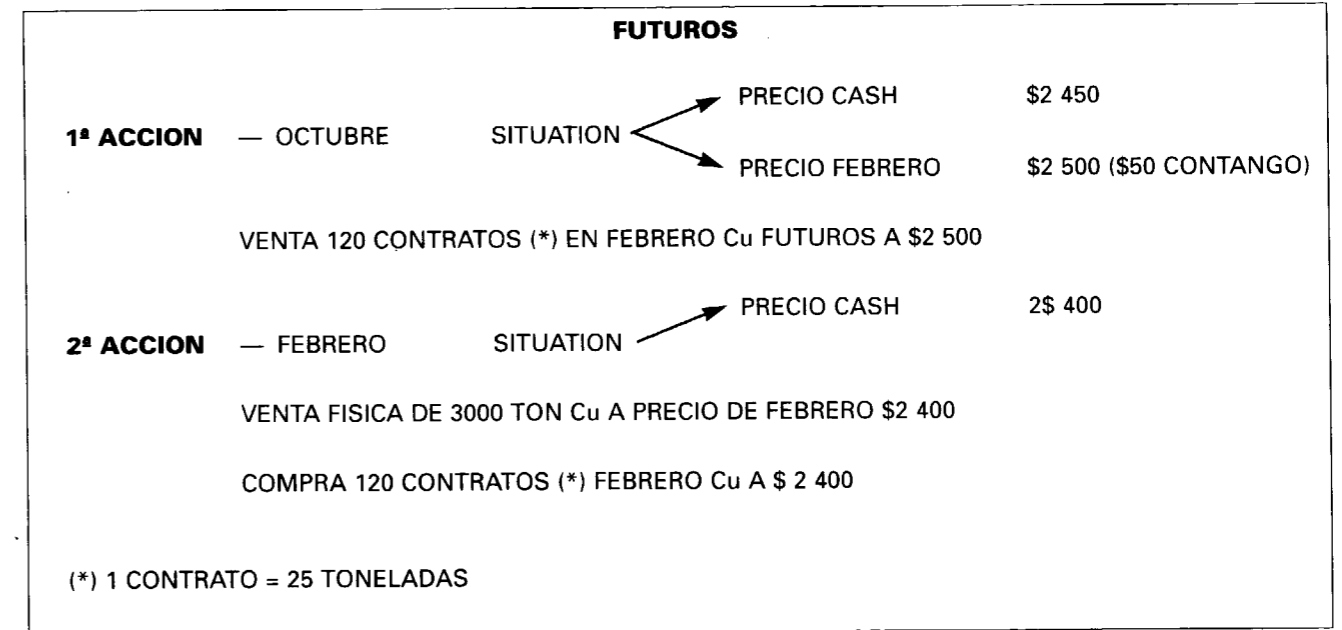 FUTUROS
PRECIO CASH $2 450
1ª ACCION — OCTUBRE SITUATION
PRECIO FEBRERO $2 500 ($50 CONTANGO)
VENTA 120 CONTRATOS (*) EN FEBRERO Cu FUTUROS A $2 500
PRECIO CASH 2$ 400
2ª ACCION — FEBRERO SITUATION
VENTA FISICA DE 3000 TON Cu A PRECIO DE FEBRERO $2 400
COMPRA 120 CONTRATOS (*) FEBRERO Cu A $ 2 400
(*) 1 CONTRATO = 25 TONELADAS